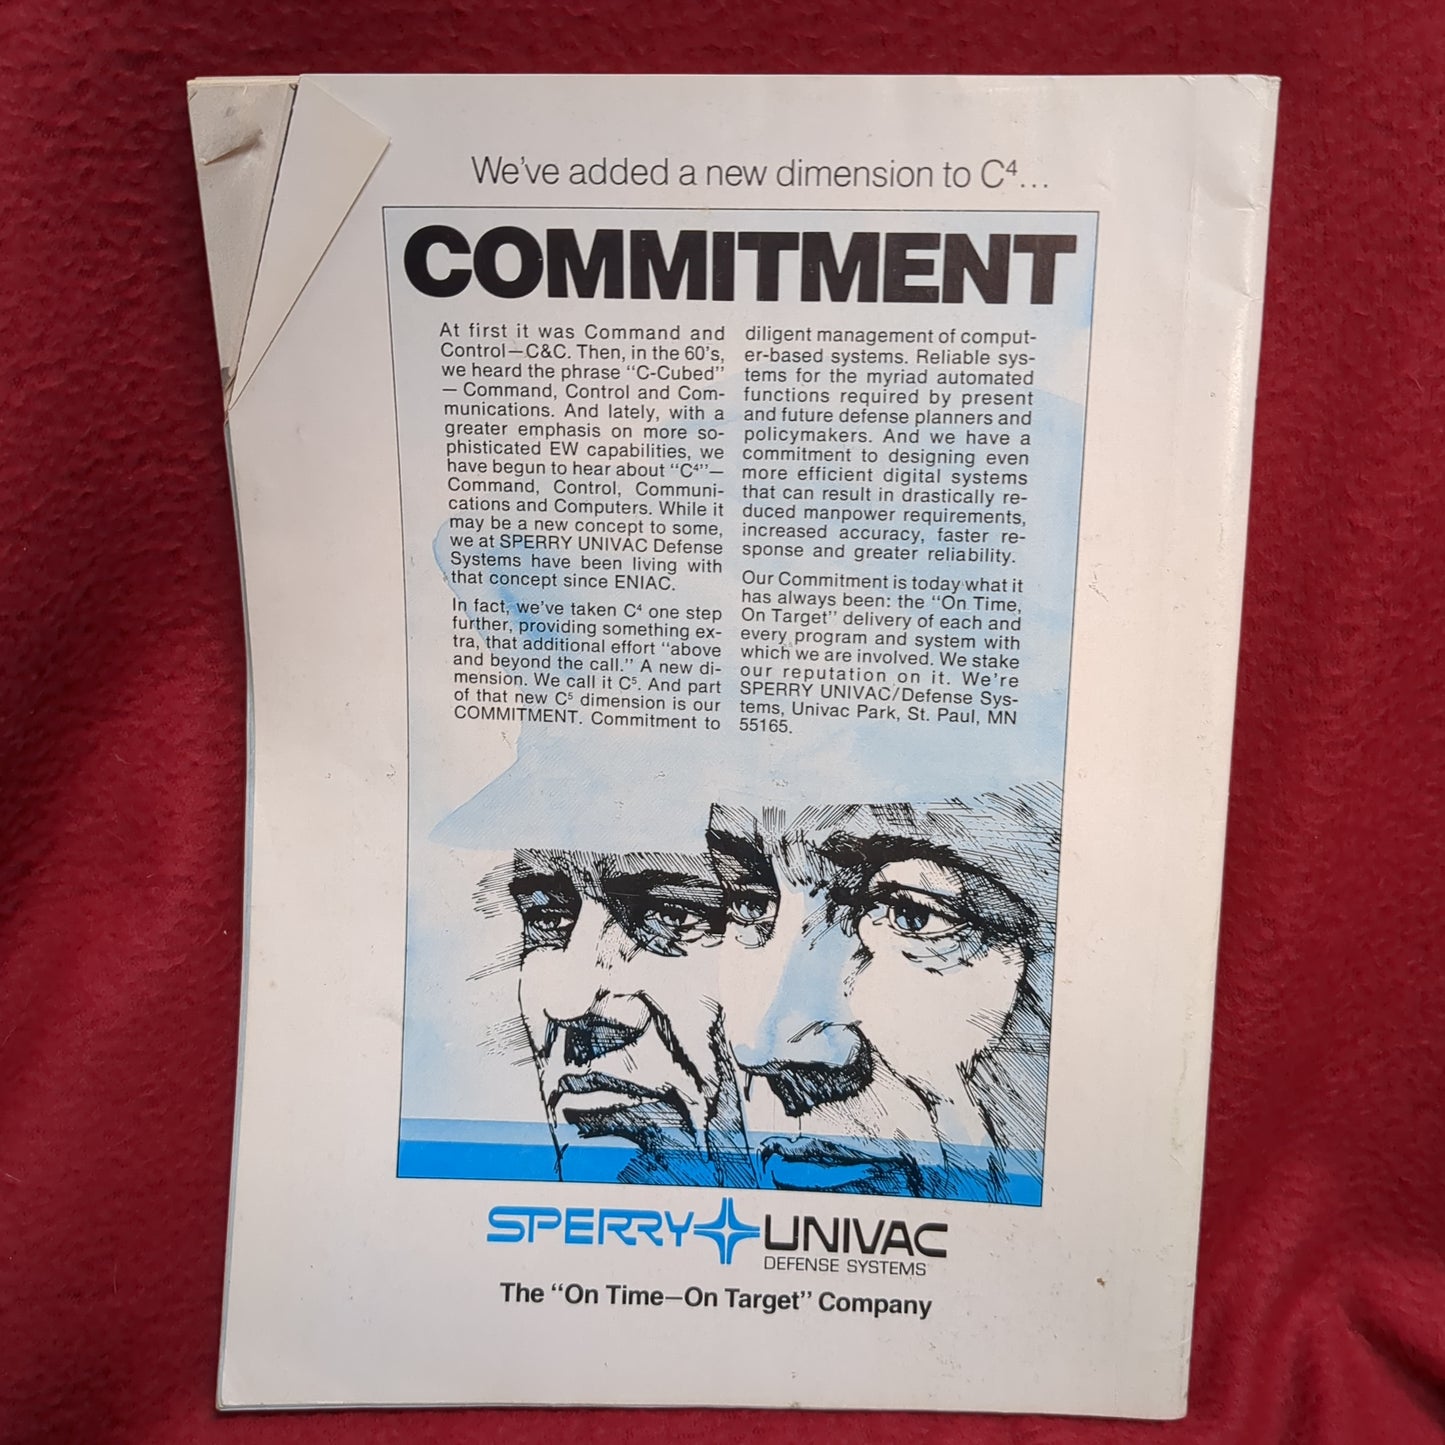 We've added a new dimension to C⁴...
COMMITMENT
At first it was Command and
Control—C&C. Then, in the 60's,
we heard the phrase “C-Cubed”
— Command, Control and Com-
munications. And lately, with a
greater emphasis on more so-
phisticated EW capabilities, we
have begun to hear about “C⁴”—
Command, Control, Communi-
cations and Computers. While it
may be a new concept to some,
we at SPERRY UNIVAC Defense
Systems have been living with
that concept since ENIAC.
In fact, we've taken C⁴ one step
further, providing something ex-
tra, that additional effort “above
and beyond the call.” A new di-
mension. We call it C⁵. And part
of that new C⁵ dimension is our
COMMITMENT. Commitment to
diligent management of comput-
er-based systems. Reliable sys-
tems for the myriad automated
functions required by present
and future defense planners and
policymakers. And we have a
commitment to designing even
more efficient digital systems
that can result in drastically re-
duced manpower requirements,
increased accuracy, faster re-
sponse and greater reliability.
Our Commitment is today what it
has always been: the “On Time,
On Target” delivery of each and
every program and system with
which we are involved. We stake
our reputation on it. We're
SPERRY UNIVAC/Defense Sys-
tems, Univac Park, St. Paul, MN
55165.
SPERRY UNIVAC
DEFENSE SYSTEMS
The “On Time—On Target” Company